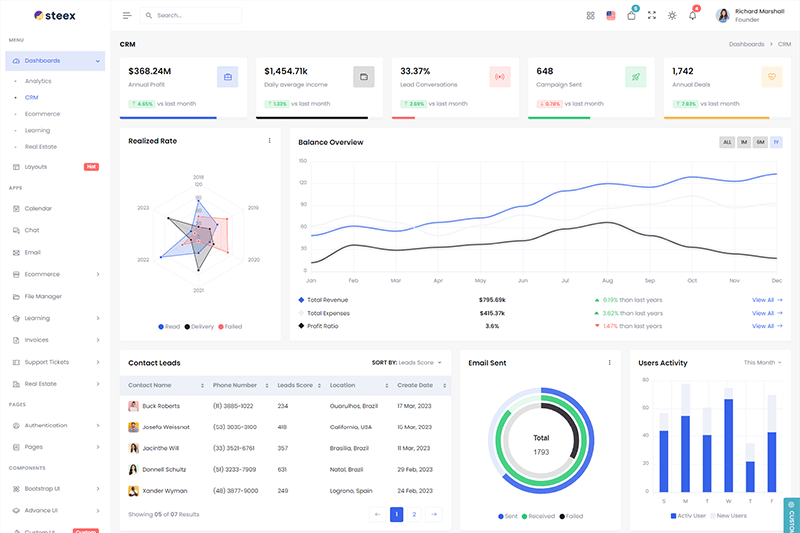 steex
Search...
6
4
Richard Marshall
Founder
MENU
Dashboards
Analytics
CRM
Ecommerce
Learning
Real Estate
Layouts
Hot
APPS
Calendar
Chat
Email
Ecommerce
File Manager
Learning
Invoices
Support Tickets
Real Estate
PAGES
Authentication
Pages
COMPONENTS
Bootstrap UI
Advance UI
Custom UI
Custom
CRM
Dashboards > CRM
$368.24M
Annual Profit
↑ 4.65% vs last month
$1,454.71k
Daily average income
↑ 1.33% vs last month
33.37%
Lead Conversations
↑ 2.69% vs last month
648
Campaign Sent
↓ 0.78% vs last month
1,742
Annual Deals
↑ 7.93% vs last month
Realized Rate
2018
120
2023
2019
2022
2020
2021
Read Delivery Failed
Balance Overview
ALL 1M 6M 1Y
150
120
90
60
30
0
Jan Feb Mar Apr May Jun Jul Aug Sep Oct Nov Dec
Total Revenue $795.69k 6.19% than last years View All →
Total Expenses $415.37k 3.62% than last years View All →
Profit Ratio 3.6% 1.47% than last years View All →
Contact Leads
SORT BY: Leads Score
Contact Name Phone Number Leads Score Location Create Date
Buck Roberts (11) 3885-1022 234 Guarulhos, Brazil 17 Mar, 2023
Josefa Weissnat (53) 3035-3100 418 California, USA 10 Mar, 2023
Jacinthe Will (33) 3521-6761 357 Brasilia, Brazil 11 Mar, 2023
Donnell Schultz (51) 3233-7909 631 Natal, Brazil 29 Feb, 2023
Xander Wyman (48) 3877-9000 249 Logrono, Spain 24 Feb, 2023
Showing 05 of 07 Results
← 1 2 →
Email Sent
Total
1793
Sent Received Failed
Users Activity
This Month
80
60
40
20
0
S M T W T F
Activ User New Users